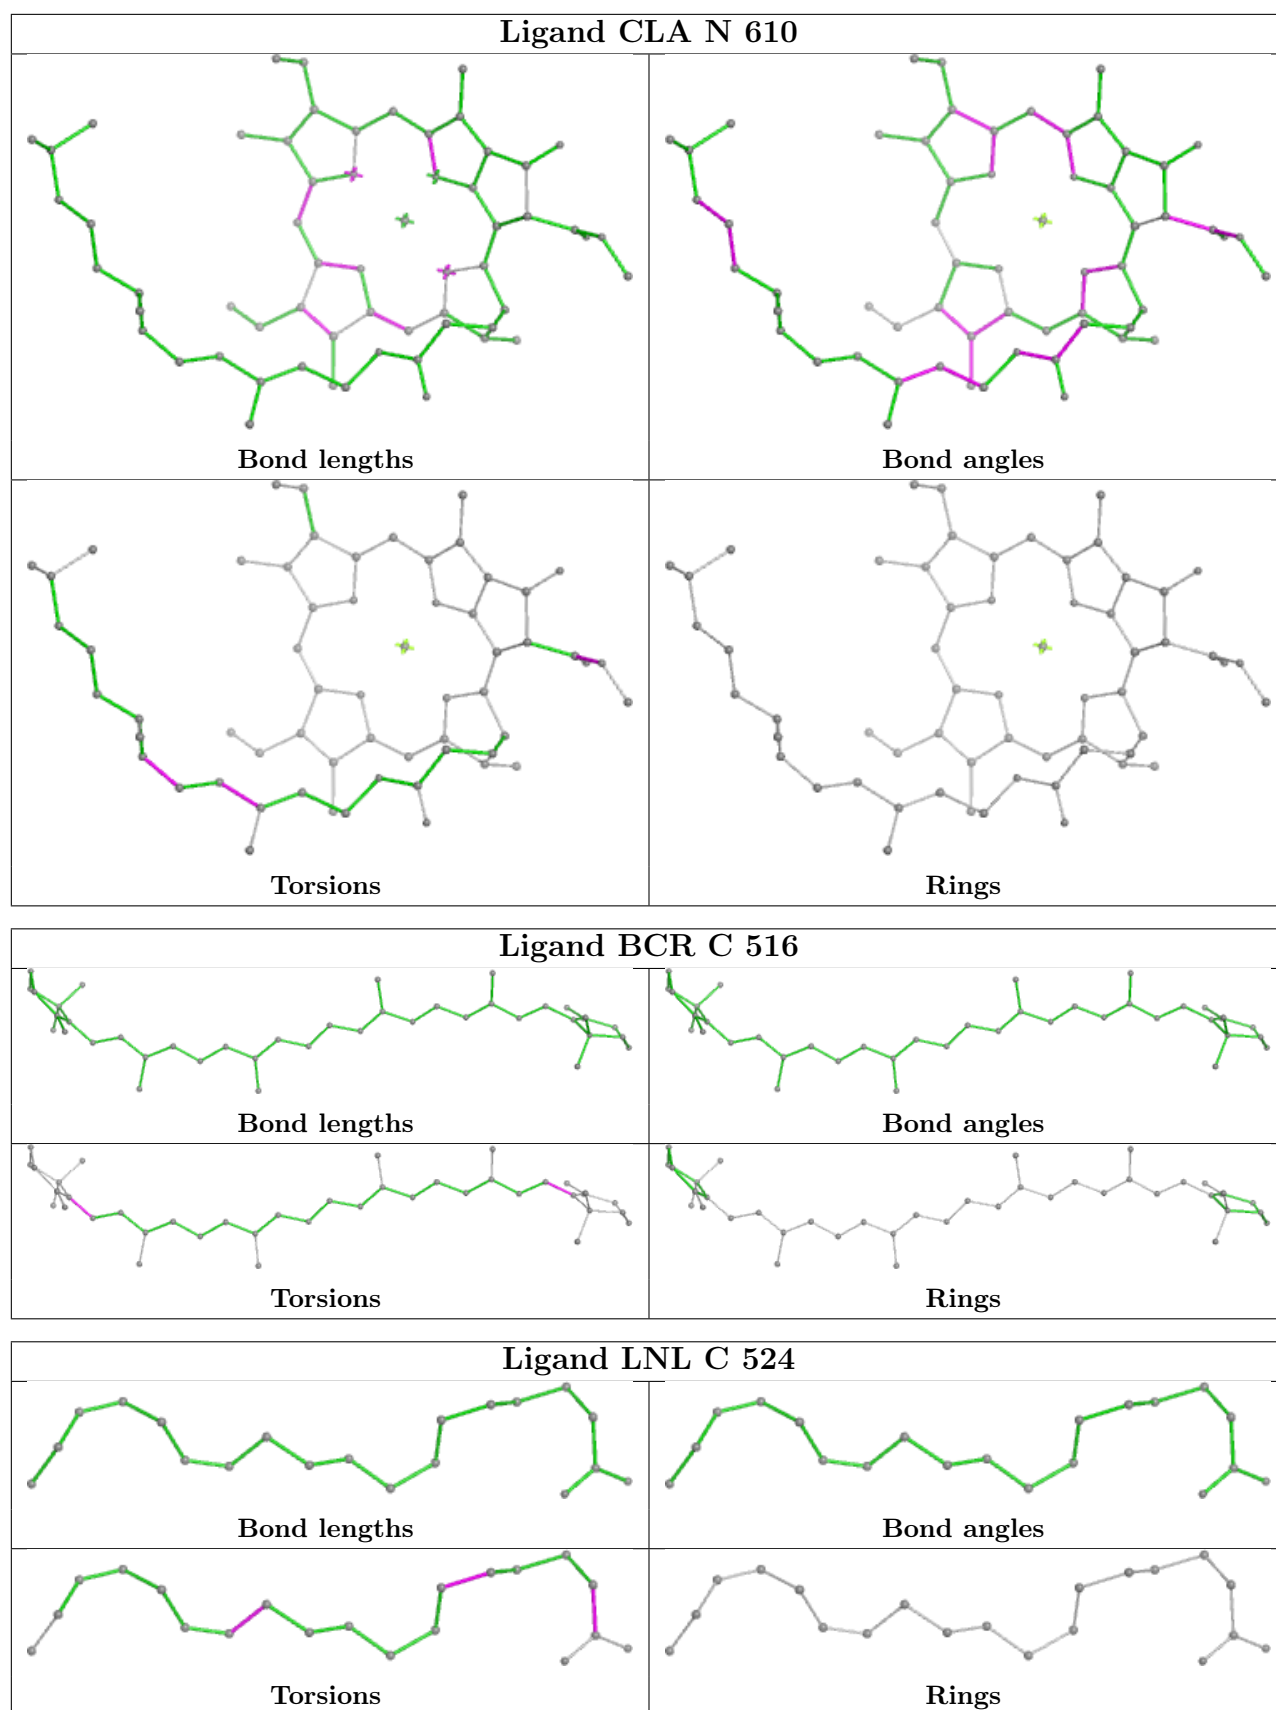 Ligand CLA N 610
Bond lengths
Bond angles
Torsions
Rings
Ligand BCR C 516
Bond lengths
Bond angles
Torsions
Rings
Ligand LNL C 524
Bond lengths
Bond angles
Torsions
Rings